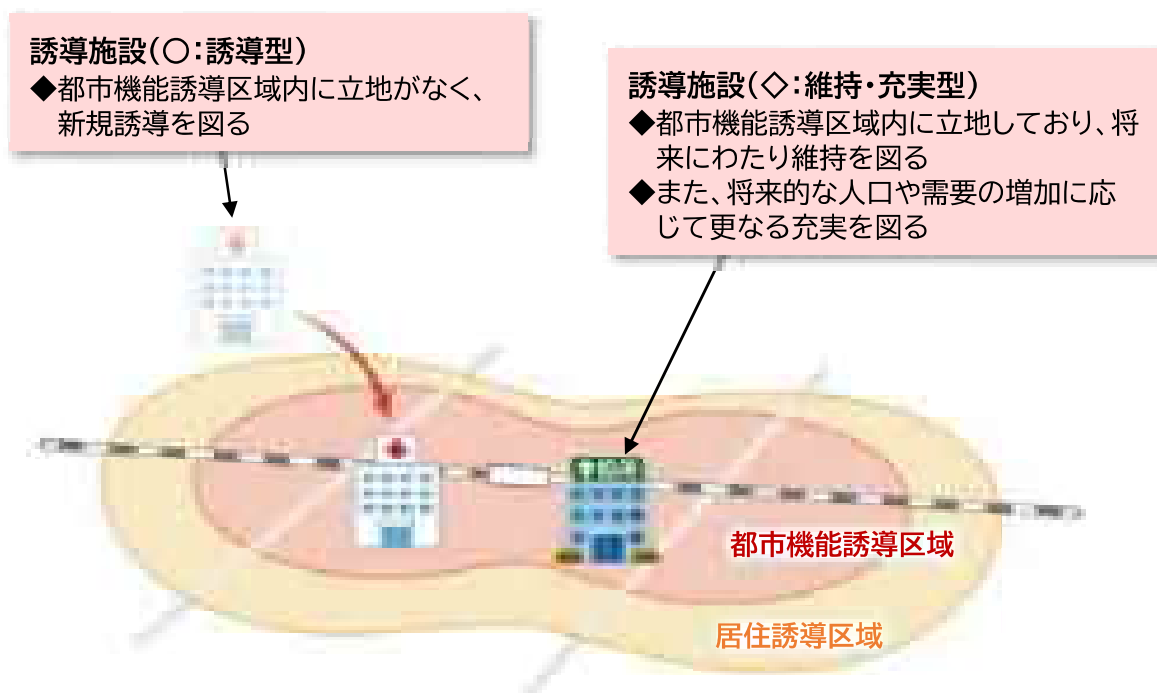 誘導施設(〇:誘導型)
◆都市機能誘導区域内に立地がなく、
新規誘導を図る
誘導施設(◇:維持・充実型)
◆都市機能誘導区域内に立地しており、将
来にわたり維持を図る
◆また、将来的な人口や需要の増加に応
じて更なる充実を図る
都市機能誘導区域
居住誘導区域